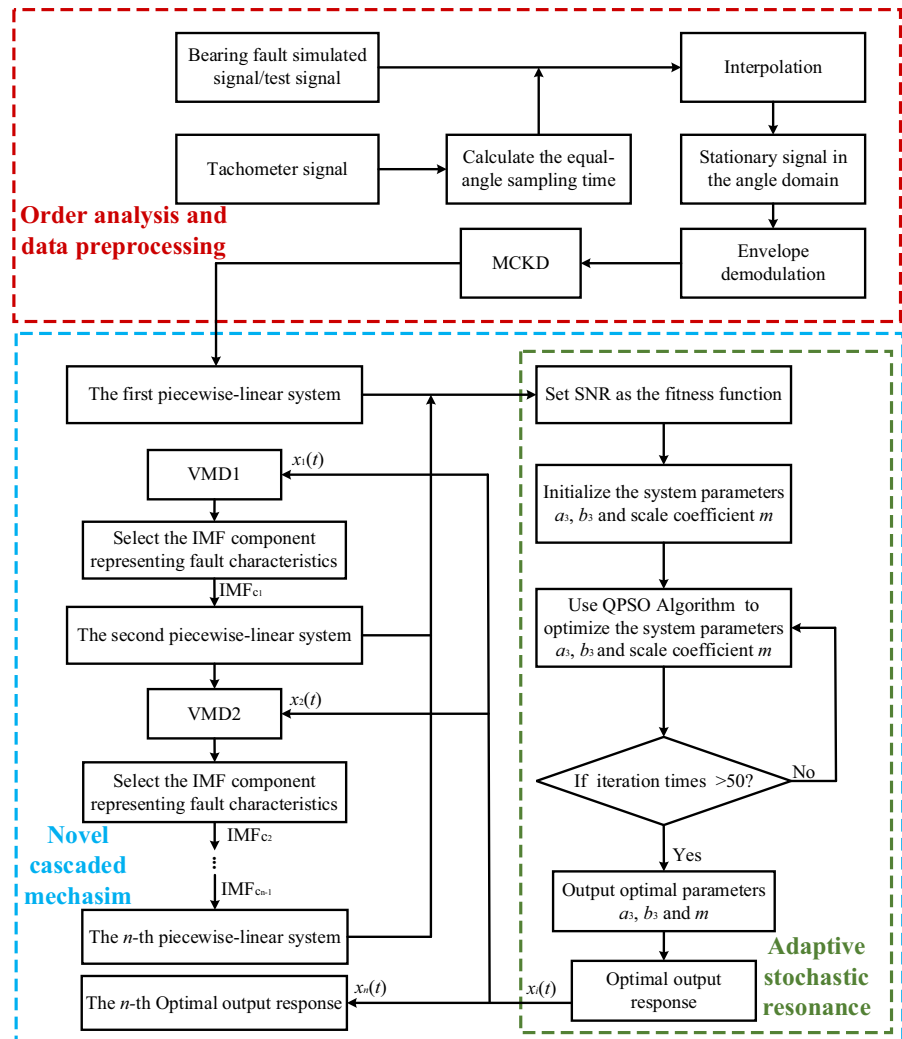 Bearing fault simulated
signal/test signal
Interpolation
Tachometer signal
Calculate the equal-
angle sampling time
Stationary signal in
the angle domain
Order analysis and
data preprocessing
MCKD
Envelope
demodulation
The first piecewise-linear system
Set SNR as the fitness function
VMD1
x₁(t)
Initialize the system parameters
a₃, b₃ and scale coefficient m
Select the IMF component
representing fault characteristics
IMFc₁
The second piecewise-linear system
Use QPSO Algorithm to
optimize the system parameters
a₃, b₃ and scale coefficient m
VMD2
x₂(t)
Select the IMF component
representing fault characteristics
If iteration times >50?
No
IMFc₂
⋮
Novel
cascaded
mechasim
Yes
IMFcₙ₋₁
Output optimal parameters
a₃, b₃ and m
The n-th piecewise-linear system
Adaptive
stochastic
resonance
The n-th Optimal output response
xₙ(t)
xᵢ(t)
Optimal output
response